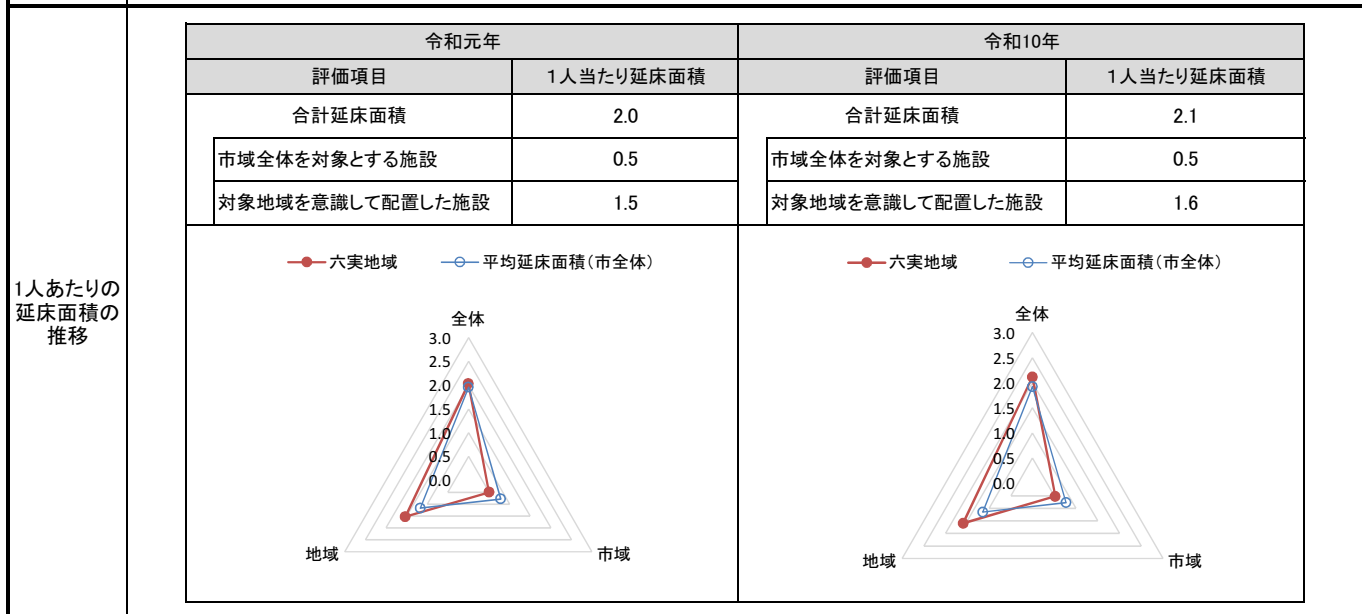 1人あたりの
延床面積の
推移
令和元年
評価項目 1人当たり延床面積
合計延床面積 2.0
市域全体を対象とする施設 0.5
対象地域を意識して配置した施設 1.5
六実地域 平均延床面積(市全体)
全体
3.0
2.5
2.0
1.5
1.0
0.5
0.0
地域 市域
令和10年
評価項目 1人当たり延床面積
合計延床面積 2.1
市域全体を対象とする施設 0.5
対象地域を意識して配置した施設 1.6
六実地域 平均延床面積(市全体)
全体
3.0
2.5
2.0
1.5
1.0
0.5
0.0
地域 市域